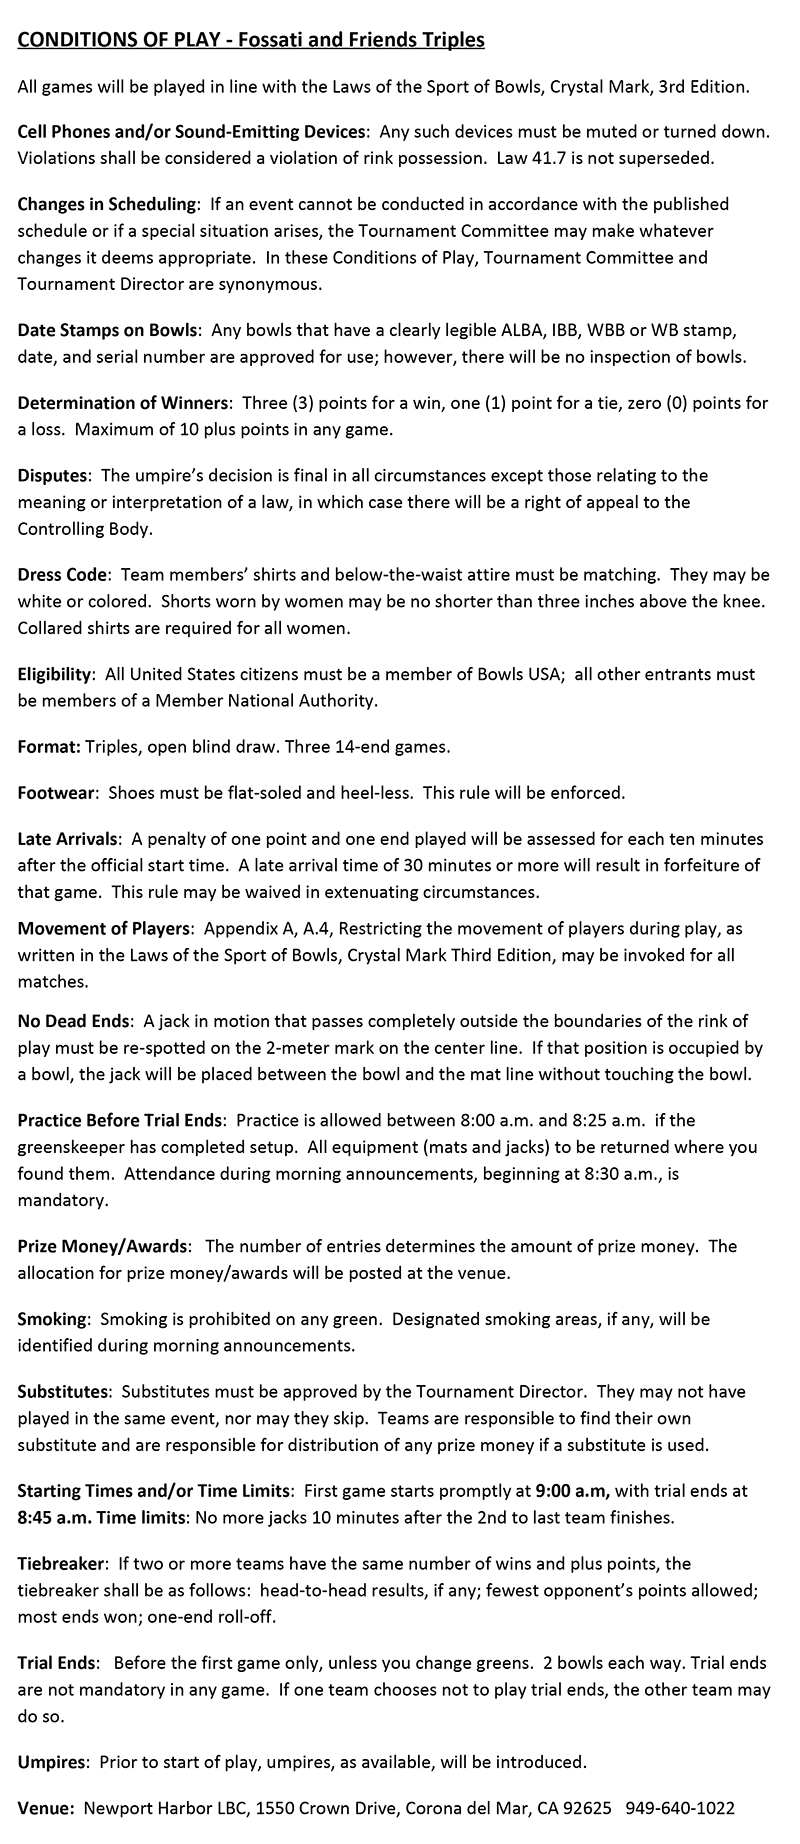 CONDITIONS OF PLAY - Fossati and Friends Triples
All games will be played in line with the Laws of the Sport of Bowls, Crystal Mark, 3rd Edition.
Cell Phones and/or Sound-Emitting Devices:  Any such devices must be muted or turned down.
Violations shall be considered a violation of rink possession.  Law 41.7 is not superseded.
Changes in Scheduling:  If an event cannot be conducted in accordance with the published
schedule or if a special situation arises, the Tournament Committee may make whatever
changes it deems appropriate.  In these Conditions of Play, Tournament Committee and
Tournament Director are synonymous.
Date Stamps on Bowls:  Any bowls that have a clearly legible ALBA, IBB, WBB or WB stamp,
date, and serial number are approved for use; however, there will be no inspection of bowls.
Determination of Winners:  Three (3) points for a win, one (1) point for a tie, zero (0) points for
a loss.  Maximum of 10 plus points in any game.
Disputes:  The umpire’s decision is final in all circumstances except those relating to the
meaning or interpretation of a law, in which case there will be a right of appeal to the
Controlling Body.
Dress Code:  Team members’ shirts and below-the-waist attire must be matching.  They may be
white or colored.  Shorts worn by women may be no shorter than three inches above the knee.
Collared shirts are required for all women.
Eligibility:  All United States citizens must be a member of Bowls USA;  all other entrants must
be members of a Member National Authority.
Format: Triples, open blind draw. Three 14-end games.
Footwear:  Shoes must be flat-soled and heel-less.  This rule will be enforced.
Late Arrivals:  A penalty of one point and one end played will be assessed for each ten minutes
after the official start time.  A late arrival time of 30 minutes or more will result in forfeiture of
that game.  This rule may be waived in extenuating circumstances.
Movement of Players:  Appendix A, A.4, Restricting the movement of players during play, as
written in the Laws of the Sport of Bowls, Crystal Mark Third Edition, may be invoked for all
matches.
No Dead Ends:  A jack in motion that passes completely outside the boundaries of the rink of
play must be re-spotted on the 2-meter mark on the center line.  If that position is occupied by
a bowl, the jack will be placed between the bowl and the mat line without touching the bowl.
Practice Before Trial Ends:  Practice is allowed between 8:00 a.m. and 8:25 a.m.  if the
greenskeeper has completed setup.  All equipment (mats and jacks) to be returned where you
found them.  Attendance during morning announcements, beginning at 8:30 a.m., is
mandatory.
Prize Money/Awards:   The number of entries determines the amount of prize money.  The
allocation for prize money/awards will be posted at the venue.
Smoking:  Smoking is prohibited on any green.  Designated smoking areas, if any, will be
identified during morning announcements.
Substitutes:  Substitutes must be approved by the Tournament Director.  They may not have
played in the same event, nor may they skip.  Teams are responsible to find their own
substitute and are responsible for distribution of any prize money if a substitute is used.
Starting Times and/or Time Limits:  First game starts promptly at 9:00 a.m, with trial ends at
8:45 a.m. Time limits: No more jacks 10 minutes after the 2nd to last team finishes.
Tiebreaker:  If two or more teams have the same number of wins and plus points, the
tiebreaker shall be as follows:  head-to-head results, if any; fewest opponent’s points allowed;
most ends won; one-end roll-off.
Trial Ends:   Before the first game only, unless you change greens.  2 bowls each way. Trial ends
are not mandatory in any game.  If one team chooses not to play trial ends, the other team may
do so.
Umpires:  Prior to start of play, umpires, as available, will be introduced.
Venue:  Newport Harbor LBC, 1550 Crown Drive, Corona del Mar, CA 92625   949-640-1022